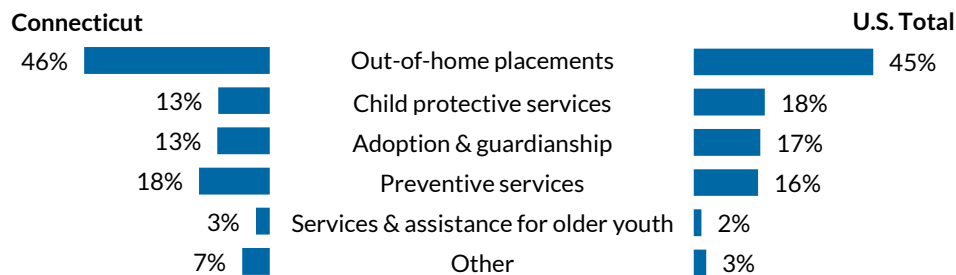 Connecticut U.S. Total
46% Out-of-home placements 45%
13% Child protective services 18%
13% Adoption & guardianship 17%
18% Preventive services 16%
3% Services & assistance for older youth 2%
7% Other 3%